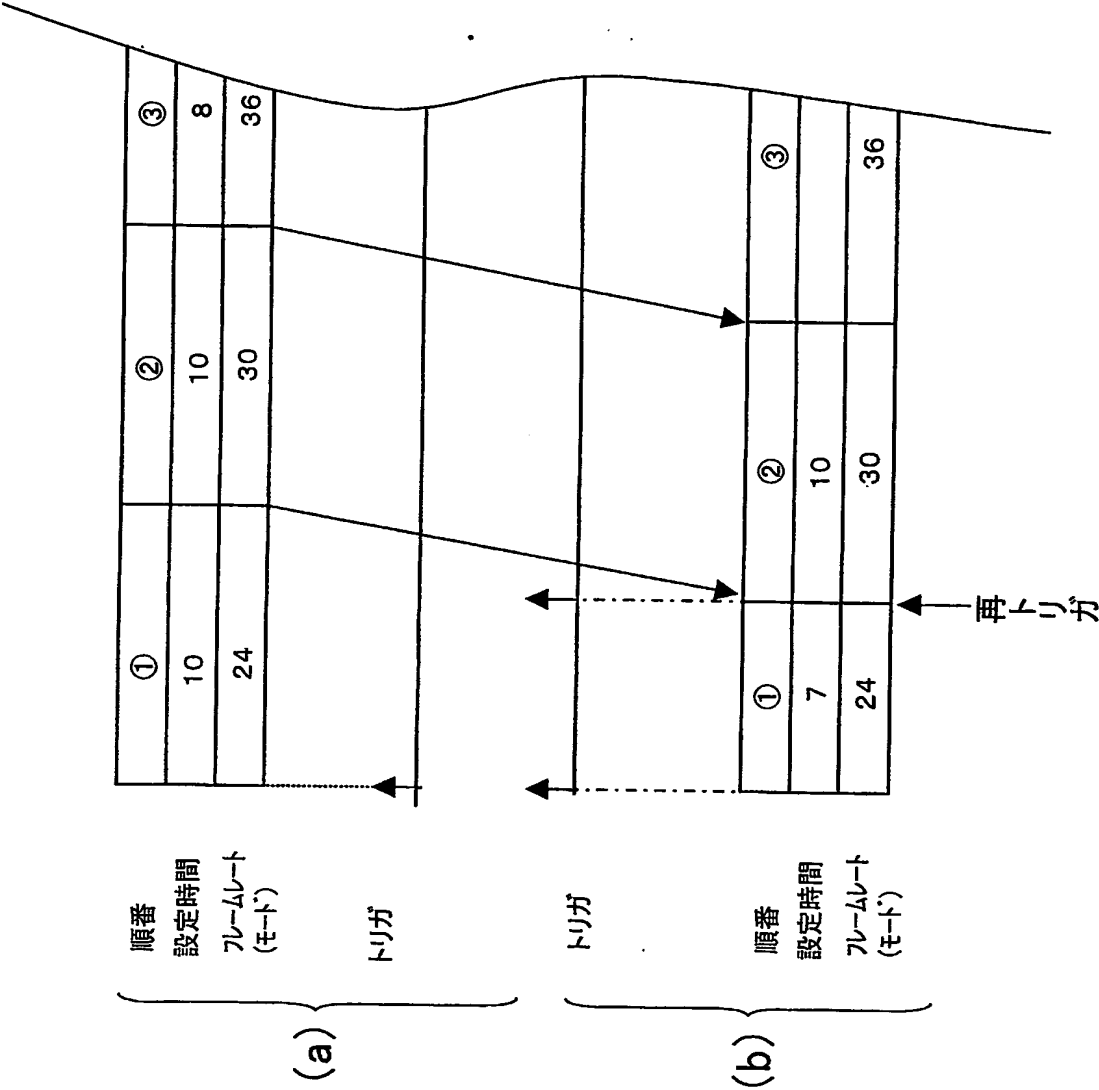 (a)
順番 ① ② ③
設定時間 10 10 8
フレームレート 24 30 36
(モード)
トリガ
(b)
トリガ
順番 ① ② ③
設定時間 7 10
フレームレート 24 30 36
(モード)
再トリガ